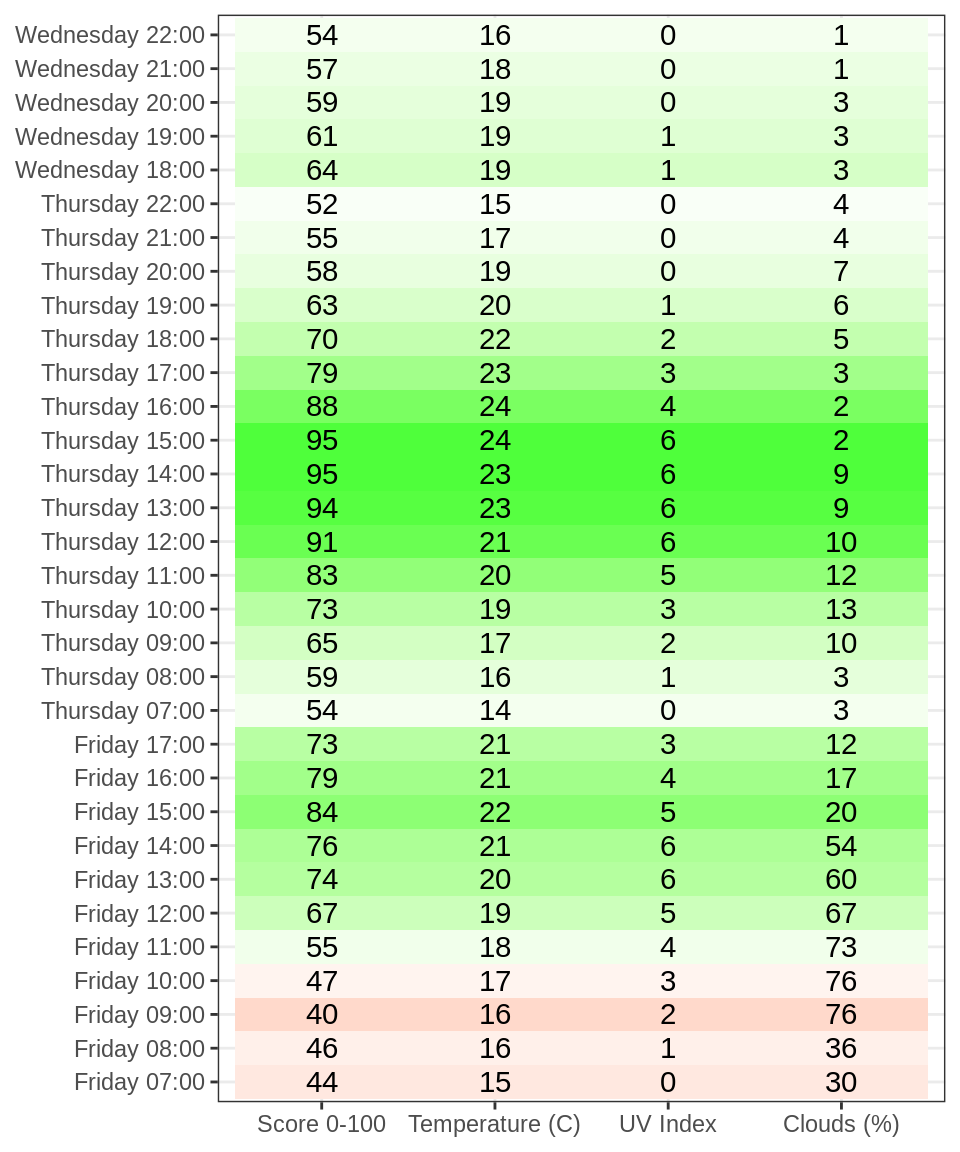 Wednesday 22:00 54 16 0 1
Wednesday 21:00 57 18 0 1
Wednesday 20:00 59 19 0 3
Wednesday 19:00 61 19 1 3
Wednesday 18:00 64 19 1 3
Thursday 22:00 52 15 0 4
Thursday 21:00 55 17 0 4
Thursday 20:00 58 19 0 7
Thursday 19:00 63 20 1 6
Thursday 18:00 70 22 2 5
Thursday 17:00 79 23 3 3
Thursday 16:00 88 24 4 2
Thursday 15:00 95 24 6 2
Thursday 14:00 95 23 6 9
Thursday 13:00 94 23 6 9
Thursday 12:00 91 21 6 10
Thursday 11:00 83 20 5 12
Thursday 10:00 73 19 3 13
Thursday 09:00 65 17 2 10
Thursday 08:00 59 16 1 3
Thursday 07:00 54 14 0 3
Friday 17:00 73 21 3 12
Friday 16:00 79 21 4 17
Friday 15:00 84 22 5 20
Friday 14:00 76 21 6 54
Friday 13:00 74 20 6 60
Friday 12:00 67 19 5 67
Friday 11:00 55 18 4 73
Friday 10:00 47 17 3 76
Friday 09:00 40 16 2 76
Friday 08:00 46 16 1 36
Friday 07:00 44 15 0 30
Score 0-100 Temperature (C) UV Index Clouds (%)